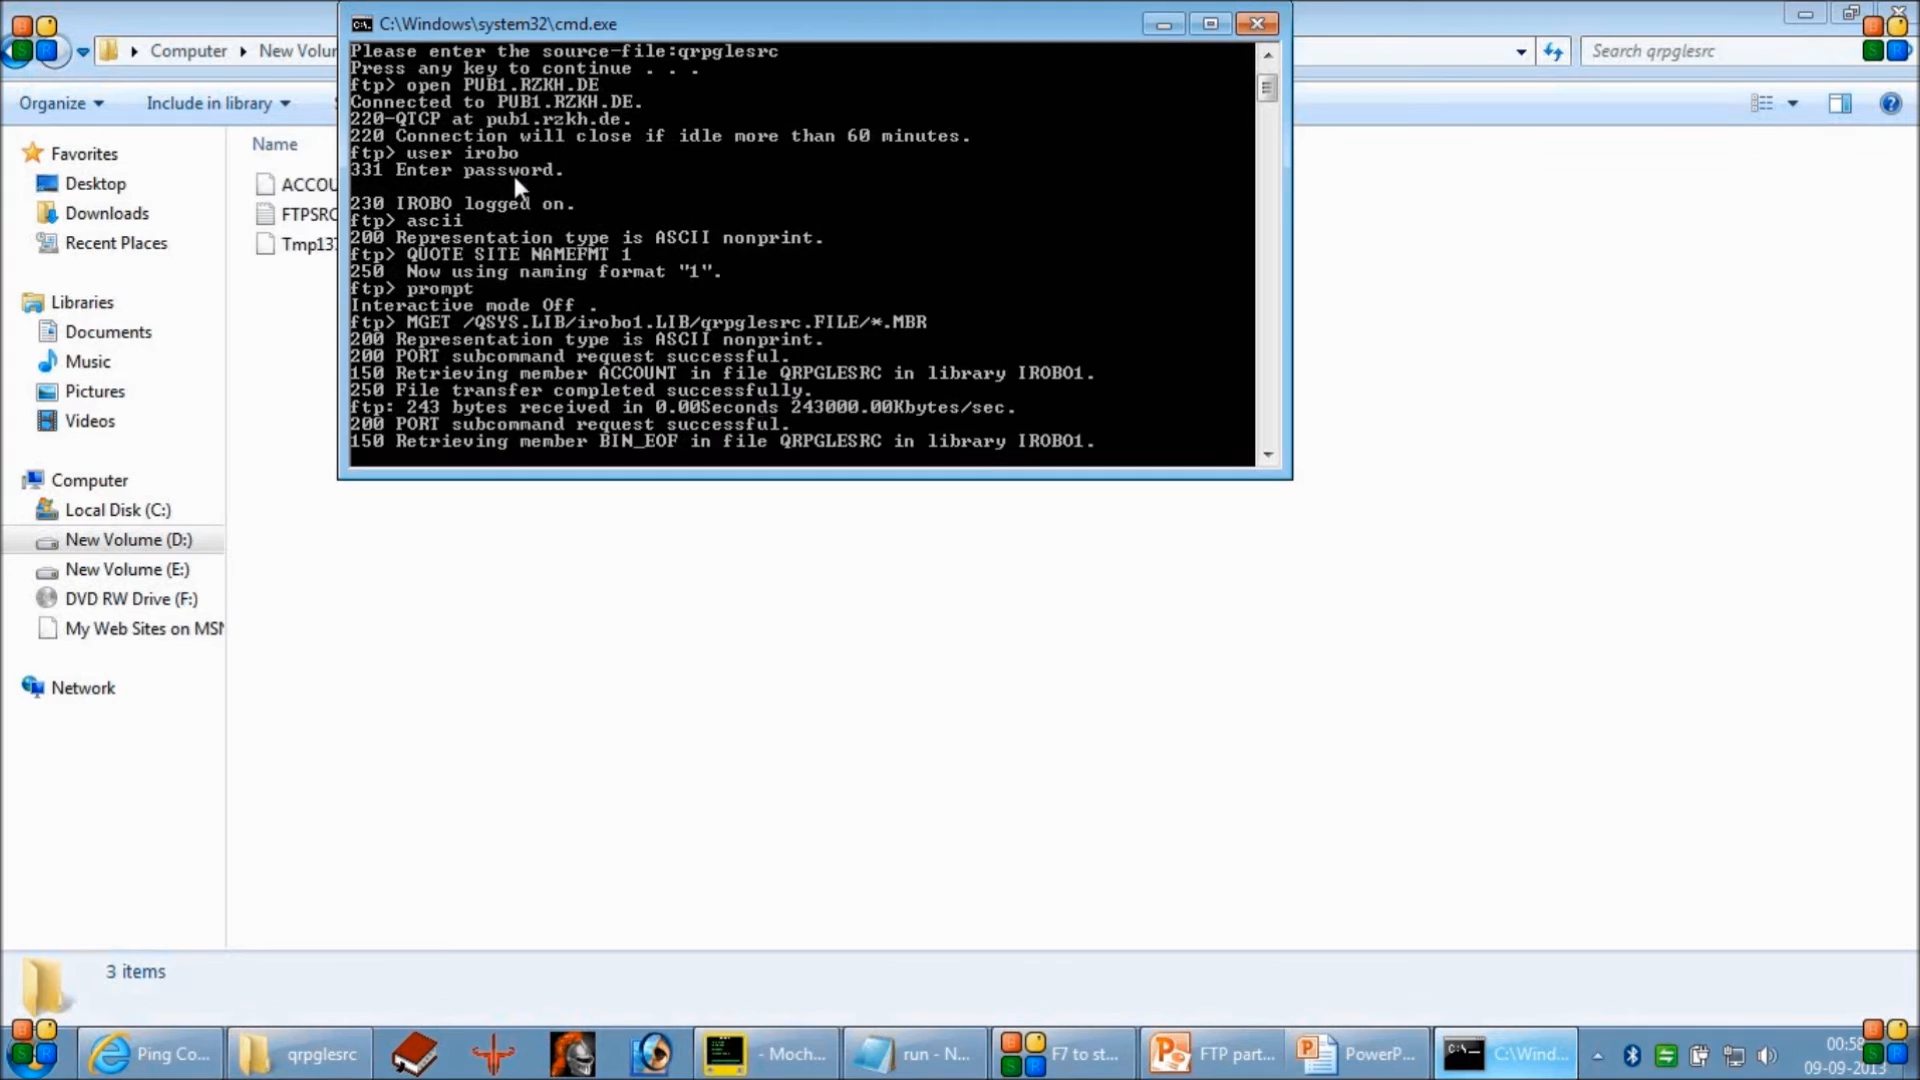 C:\Windows\system32\cmd.exe
Computer
New Volum
Search qrpglesrc
Organize
Include in library
Please enter the source-file:qrpglesrc
Press any key to continue . . .
ftp> open PUB1.RZKH.DE
Connected to PUB1.RZKH.DE.
220-QTCP at pub1.rzkh.de.
220 Connection will close if idle more than 60 minutes.
ftp> user irobo
331 Enter password.
230 IROBO logged on.
ftp> ascii
200 Representation type is ASCII nonprint.
ftp> QUOTE SITE NAMEFMT 1
250  Now using naming format "1".
ftp> prompt
Interactive mode Off .
ftp> MGET /QSYS.LIB/irobo1.LIB/qrpglesrc.FILE/*.MBR
200 Representation type is ASCII nonprint.
200 PORT subcommand request successful.
150 Retrieving member ACCOUNT in file QRPGLESRC in library IROBO1.
250 File transfer completed successfully.
ftp: 243 bytes received in 0.00Seconds 243000.00Kbytes/sec.
200 PORT subcommand request successful.
150 Retrieving member BIN_EOF in file QRPGLESRC in library IROBO1.
Name
ACCOU
FTPSRC
Tmp137
Favorites
Desktop
Downloads
Recent Places
Libraries
Documents
Music
Pictures
Videos
Computer
Local Disk (C:)
New Volume (D:)
New Volume (E:)
DVD RW Drive (F:)
My Web Sites on MSN
Network
3 items
Ping Co...
qrpglesrc
- Moch...
run - N...
F7 to st...
FTP part...
PowerP...
C:\Wind...
00:58
09-09-2013